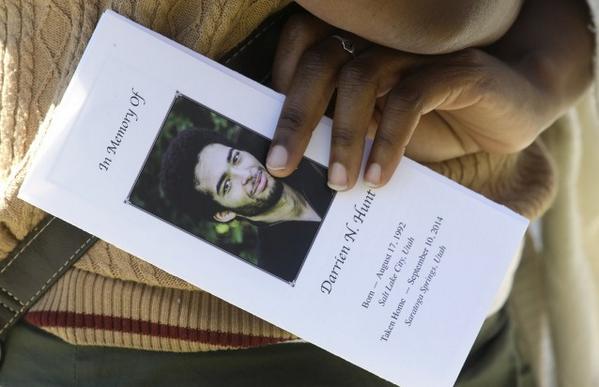 In Memory Of
Darrien N. Hunt
Born — August 17, 1992
Salt Lake City, Utah
Taken Home — September 10, 2014
Saratoga Springs, Utah